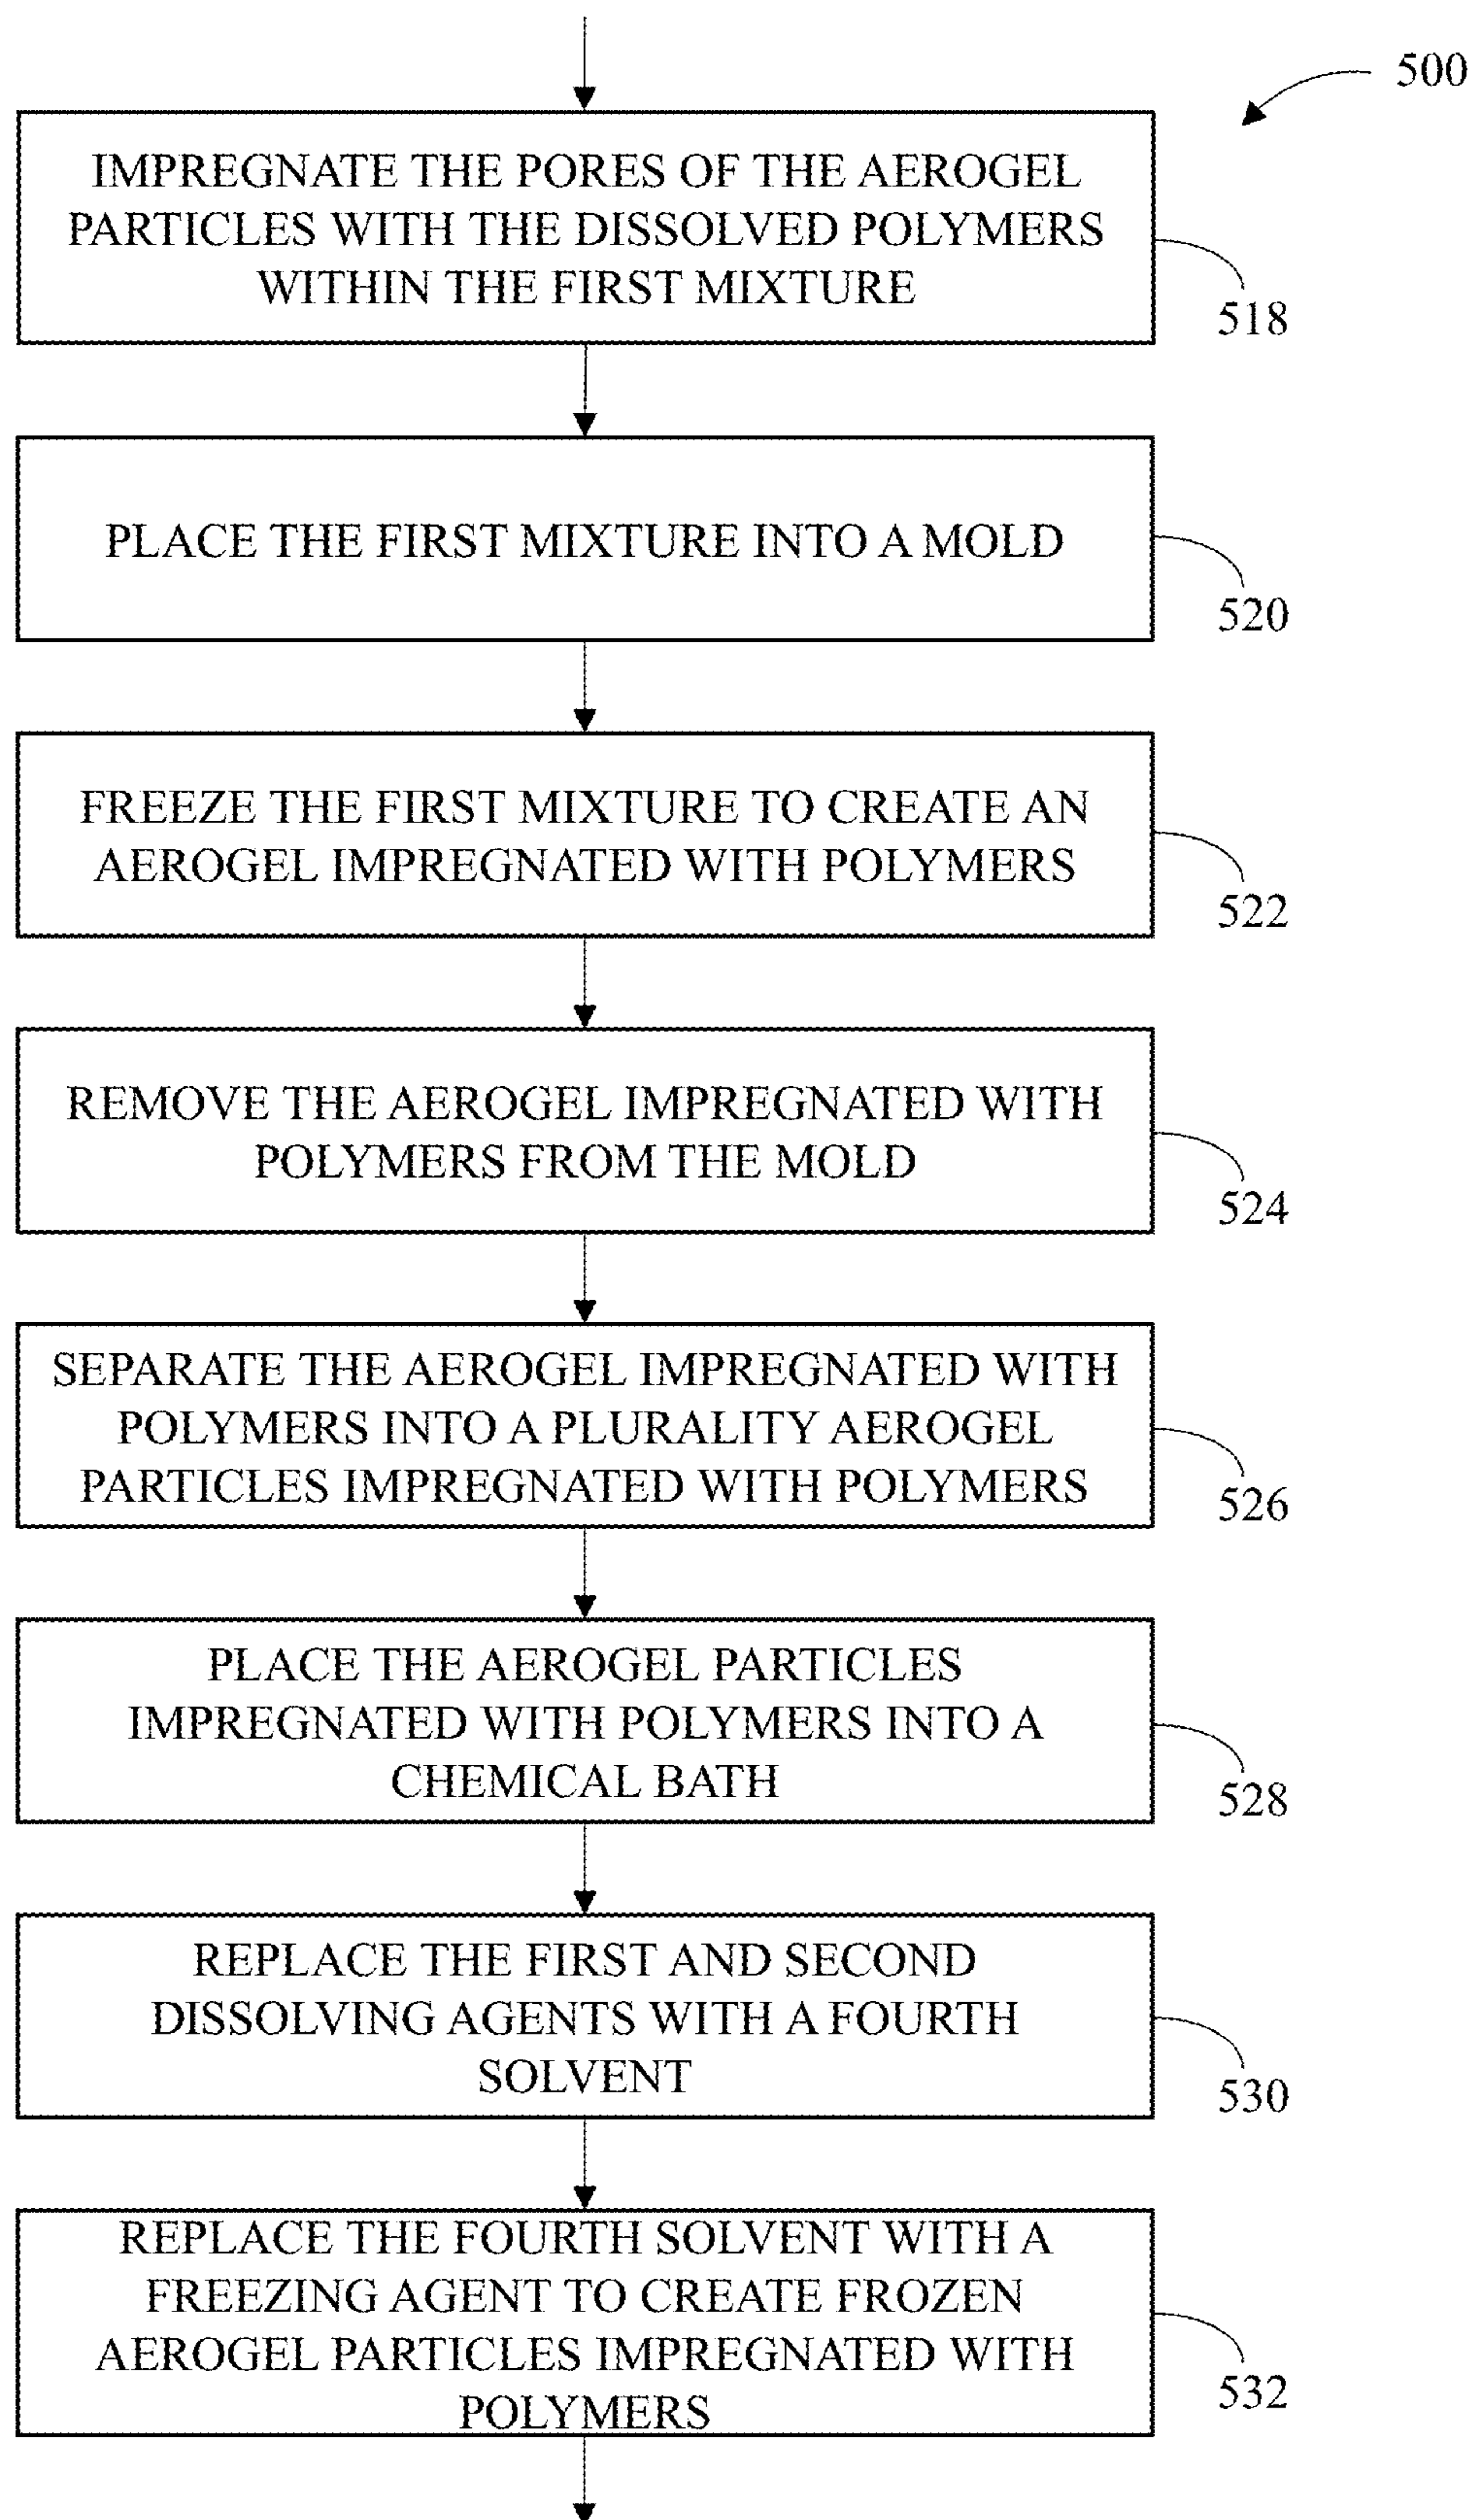 500
IMPREGNATE THE PORES OF THE AEROGEL
PARTICLES WITH THE DISSOLVED POLYMERS
WITHIN THE FIRST MIXTURE
518
PLACE THE FIRST MIXTURE INTO A MOLD
520
FREEZE THE FIRST MIXTURE TO CREATE AN
AEROGEL IMPREGNATED WITH POLYMERS
522
REMOVE THE AEROGEL IMPREGNATED WITH
POLYMERS FROM THE MOLD
524
SEPARATE THE AEROGEL IMPREGNATED WITH
POLYMERS INTO A PLURALITY AEROGEL
PARTICLES IMPREGNATED WITH POLYMERS
526
PLACE THE AEROGEL PARTICLES
IMPREGNATED WITH POLYMERS INTO A
CHEMICAL BATH
528
REPLACE THE FIRST AND SECOND
DISSOLVING AGENTS WITH A FOURTH
SOLVENT
530
REPLACE THE FOURTH SOLVENT WITH A
FREEZING AGENT TO CREATE FROZEN
AEROGEL PARTICLES IMPREGNATED WITH
POLYMERS
532